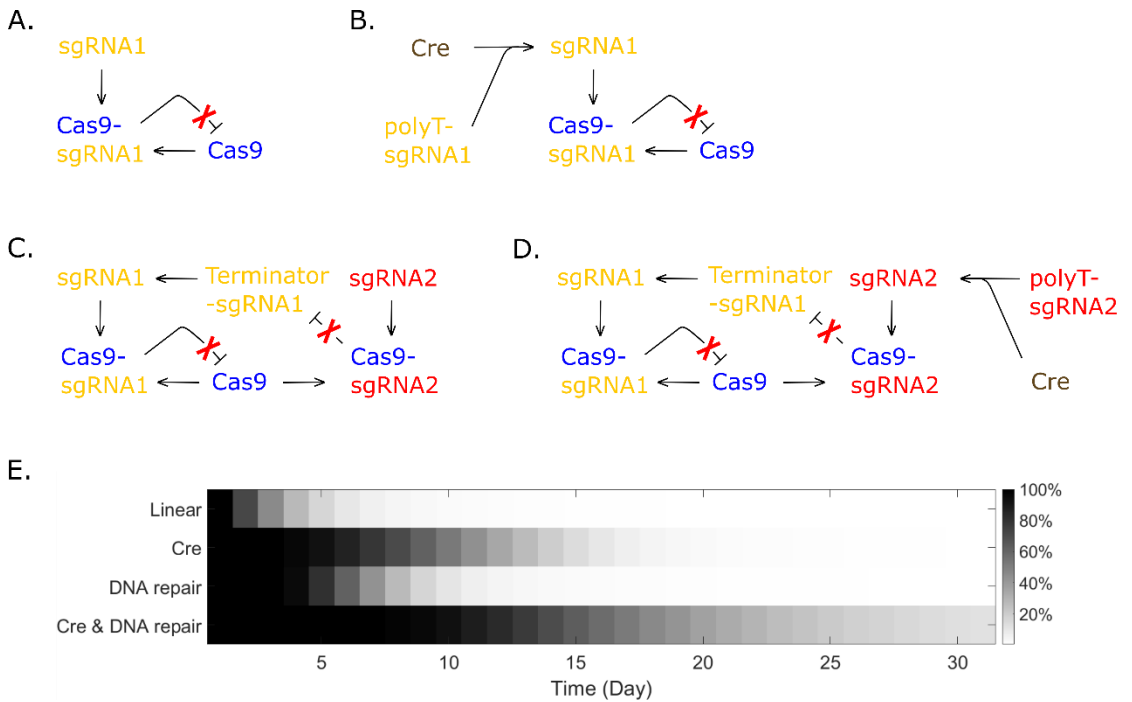 A.
sgRNA1
Cas9-
sgRNA1
Cas9
B.
Cre
sgRNA1
polyT-
sgRNA1
Cas9-
sgRNA1
Cas9
C.
sgRNA1
Terminator
-sgRNA1
sgRNA2
Cas9-
sgRNA1
Cas9
Cas9-
sgRNA2
D.
sgRNA1
Terminator
-sgRNA1
sgRNA2
polyT-
sgRNA2
Cas9-
sgRNA1
Cas9
Cas9-
sgRNA2
Cre
E.
Linear
Cre
DNA repair
Cre & DNA repair
5 10 15 20 25 30
Time (Day)
100%
80%
60%
40%
20%